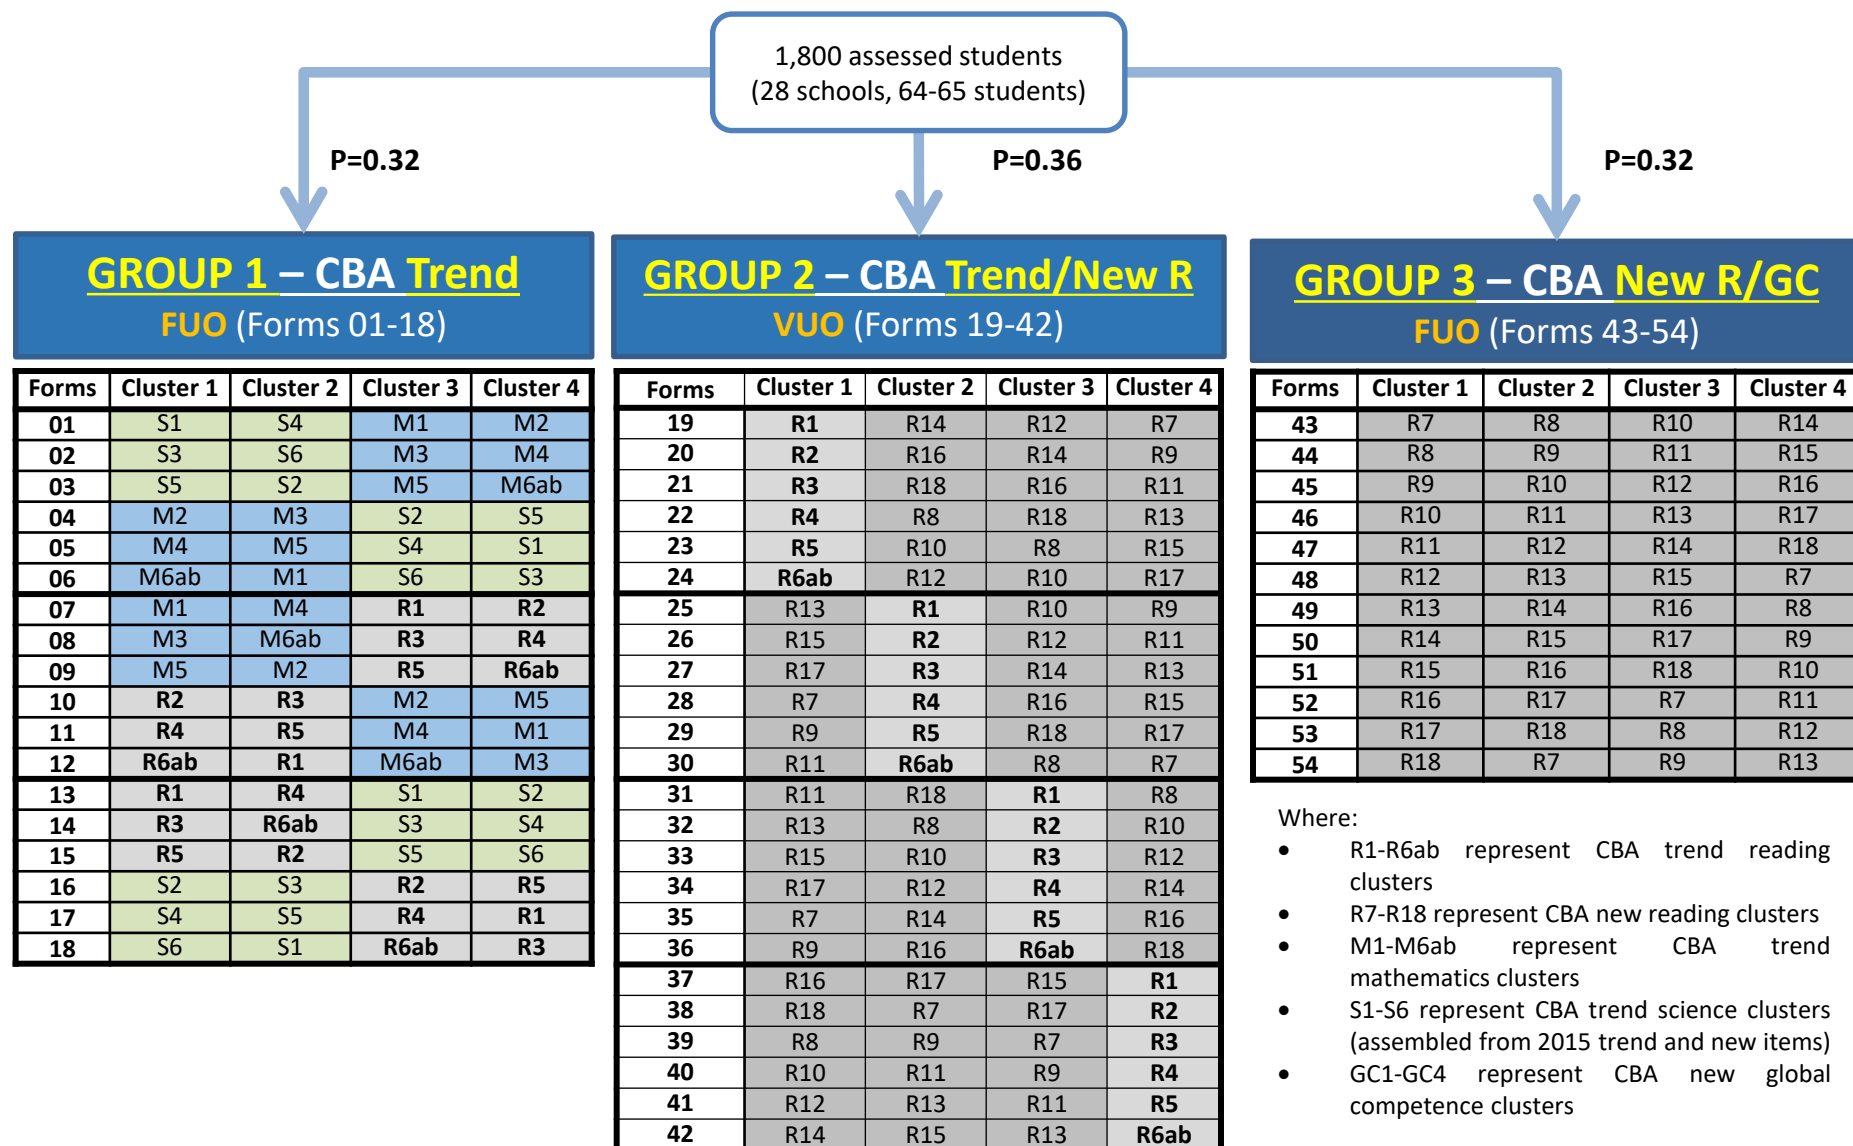 1,800 assessed students
(28 schools, 64-65 students)
P=0.32
P=0.36
P=0.32
GROUP 1 – CBA Trend
FUO (Forms 01-18)
Forms Cluster 1 Cluster 2 Cluster 3 Cluster 4
01 S1 S4 M1 M2
02 S3 S6 M3 M4
03 S5 S2 M5 M6ab
04 M2 M3 S2 S5
05 M4 M5 S4 S1
06 M6ab M1 S6 S3
07 M1 M4 R1 R2
08 M3 M6ab R3 R4
09 M5 M2 R5 R6ab
10 R2 R3 M2 M5
11 R4 R5 M4 M1
12 R6ab R1 M6ab M3
13 R1 R4 S1 S2
14 R3 R6ab S3 S4
15 R5 R2 S5 S6
16 S2 S3 R2 R5
17 S4 S5 R4 R1
18 S6 S1 R6ab R3
GROUP 2 – CBA Trend/New R
VUO (Forms 19-42)
Forms Cluster 1 Cluster 2 Cluster 3 Cluster 4
19 R1 R14 R12 R7
20 R2 R16 R14 R9
21 R3 R18 R16 R11
22 R4 R8 R18 R13
23 R5 R10 R8 R15
24 R6ab R12 R10 R17
25 R13 R1 R10 R9
26 R15 R2 R12 R11
27 R17 R3 R14 R13
28 R7 R4 R16 R15
29 R9 R5 R18 R17
30 R11 R6ab R8 R7
31 R11 R18 R1 R8
32 R13 R8 R2 R10
33 R15 R10 R3 R12
34 R17 R12 R4 R14
35 R7 R14 R5 R16
36 R9 R16 R6ab R18
37 R16 R17 R15 R1
38 R18 R7 R17 R2
39 R8 R9 R7 R3
40 R10 R11 R9 R4
41 R12 R13 R11 R5
42 R14 R15 R13 R6ab
GROUP 3 – CBA New R/GC
FUO (Forms 43-54)
Forms Cluster 1 Cluster 2 Cluster 3 Cluster 4
43 R7 R8 R10 R14
44 R8 R9 R11 R15
45 R9 R10 R12 R16
46 R10 R11 R13 R17
47 R11 R12 R14 R18
48 R12 R13 R15 R7
49 R13 R14 R16 R8
50 R14 R15 R17 R9
51 R15 R16 R18 R10
52 R16 R17 R7 R11
53 R17 R18 R8 R12
54 R18 R7 R9 R13
Where:
• R1-R6ab represent CBA trend reading
clusters
• R7-R18 represent CBA new reading clusters
• M1-M6ab represent CBA trend
mathematics clusters
• S1-S6 represent CBA trend science clusters
(assembled from 2015 trend and new items)
• GC1-GC4 represent CBA new global
competence clusters